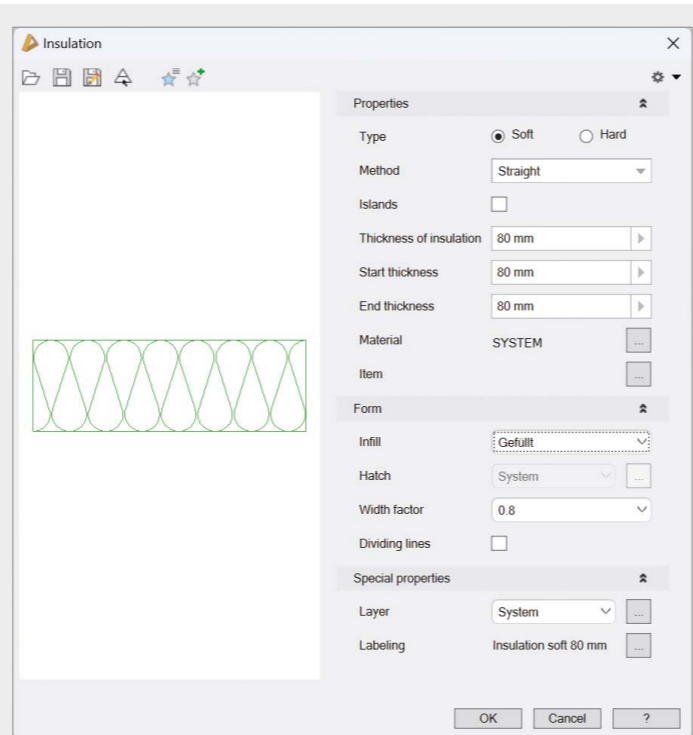 Insulation
Properties
Type Soft Hard
Method Straight
Islands
Thickness of insulation 80 mm
Start thickness 80 mm
End thickness 80 mm
Material SYSTEM ...
Item ...
Form
Infill Gefüllt
Hatch System ...
Width factor 0.8
Dividing lines
Special properties
Layer System ...
Labeling Insulation soft 80 mm ...
OK Cancel ?